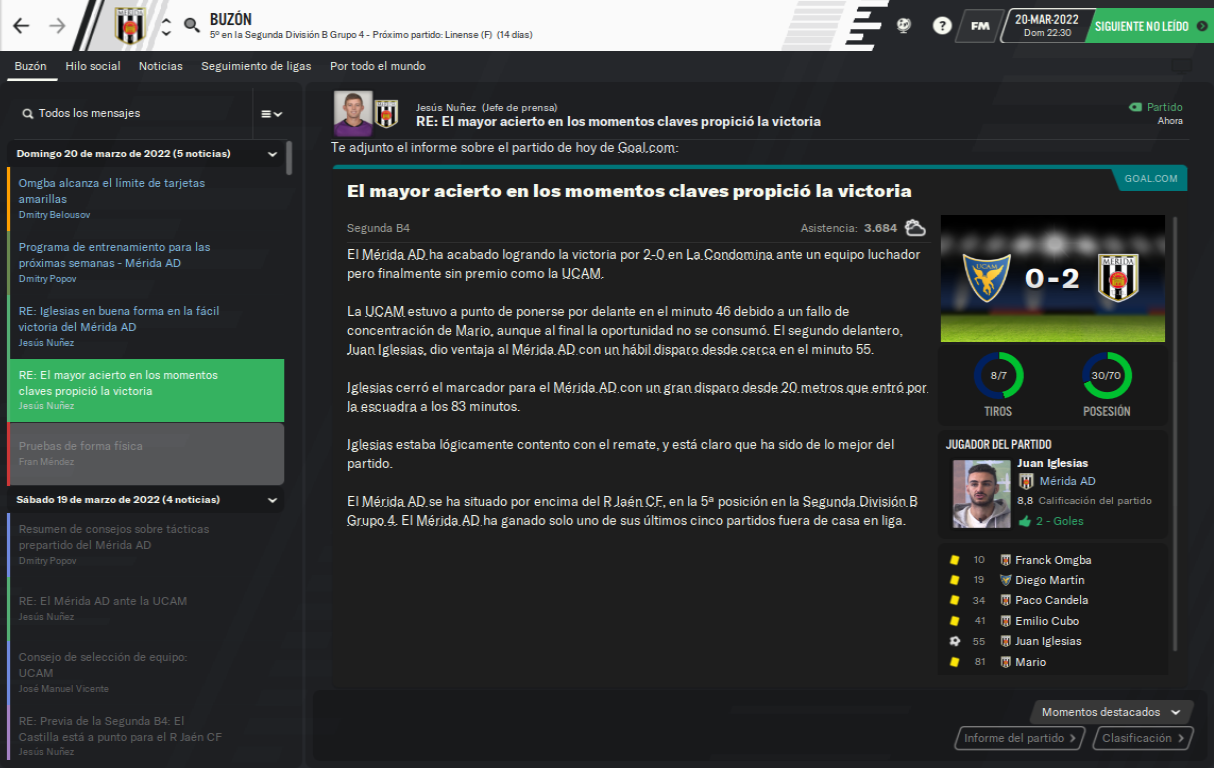 BUZÓN
5º en la Segunda División B Grupo 4 - Próximo partido: Linense (F) (14 días)
FM
20-MAR-2022
Dom 22:30
SIGUIENTE NO LEÍDO
Buzón Hilo social Noticias Seguimiento de ligas Por todo el mundo
Todos los mensajes
Domingo 20 de marzo de 2022 (5 noticias)
Omgba alcanza el límite de tarjetas
amarillas
Dmitry Belousov
Programa de entrenamiento para las
próximas semanas - Mérida AD
Dmitry Popov
RE: Iglesias en buena forma en la fácil
victoria del Mérida AD
Jesús Nuñez
RE: El mayor acierto en los momentos
claves propició la victoria
Jesús Nuñez
Pruebas de forma física
Fran Méndez
Sábado 19 de marzo de 2022 (4 noticias)
Resumen de consejos sobre tácticas
prepartido del Mérida AD
Dmitry Popov
RE: El Mérida AD ante la UCAM
Jesús Nuñez
Consejo de selección de equipo:
UCAM
José Manuel Vicente
RE: Previa de la Segunda B4: El
Castilla está a punto para el R Jaén CF
Jesús Nuñez
Jesús Nuñez (Jefe de prensa)
RE: El mayor acierto en los momentos claves propició la victoria
Partido
Ahora
Te adjunto el informe sobre el partido de hoy de Goal.com:
GOAL.COM
El mayor acierto en los momentos claves propició la victoria
Segunda B4
Asistencia: 3.684
El Mérida AD ha acabado logrando la victoria por 2-0 en La Condomina ante un equipo luchador
pero finalmente sin premio como la UCAM.
La UCAM estuvo a punto de ponerse por delante en el minuto 46 debido a un fallo de
concentración de Mario, aunque al final la oportunidad no se consumó. El segundo delantero,
Juan Iglesias, dio ventaja al Mérida AD con un hábil disparo desde cerca en el minuto 55.
Iglesias cerró el marcador para el Mérida AD con un gran disparo desde 20 metros que entró por
la escuadra a los 83 minutos.
Iglesias estaba lógicamente contento con el remate, y está claro que ha sido de lo mejor del
partido.
El Mérida AD se ha situado por encima del R Jaén CF, en la 5ª posición en la Segunda División B
Grupo 4. El Mérida AD ha ganado solo uno de sus últimos cinco partidos fuera de casa en liga.
UCAM
0-2
MÉRIDA
8/7
TIROS
30/70
POSESIÓN
JUGADOR DEL PARTIDO
Juan Iglesias
Mérida AD
8,8 Calificación del partido
2 - Goles
10 Franck Omgba
19 Diego Martín
34 Paco Candela
41 Emilio Cubo
55 Juan Iglesias
81 Mario
Momentos destacados
Informe del partido
Clasificación